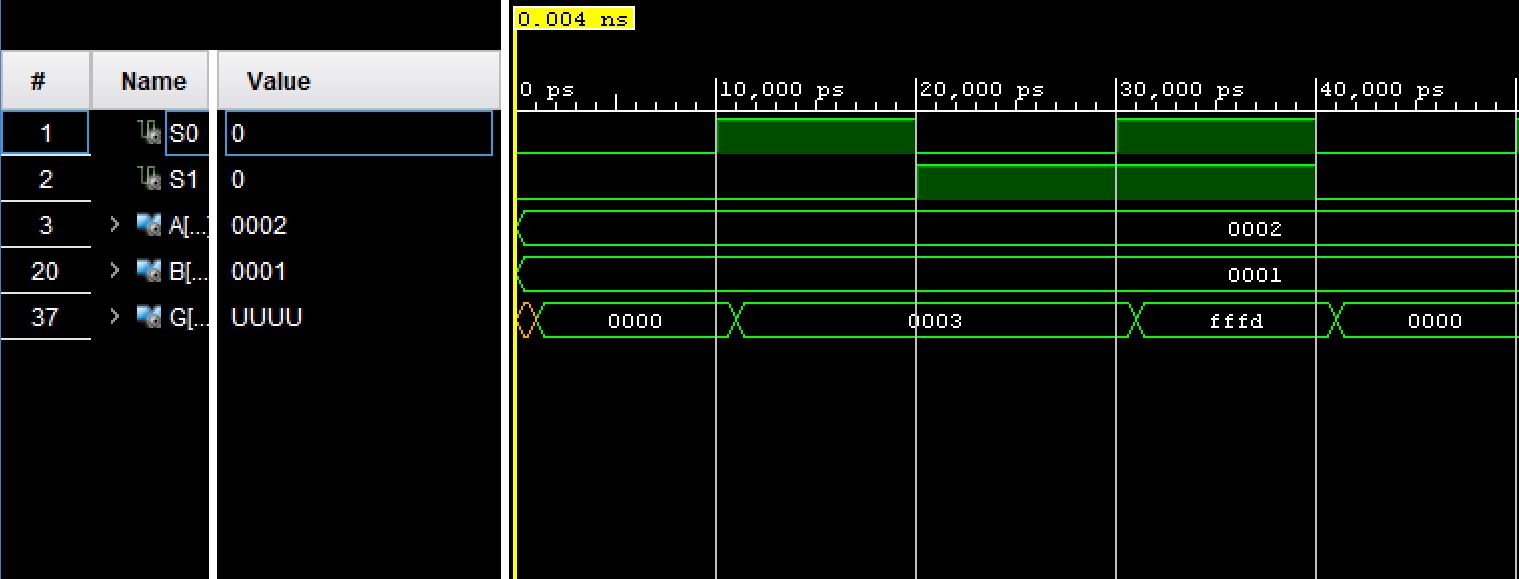 0.004 ns
# Name Value
0 ps 10,000 ps 20,000 ps 30,000 ps 40,000 ps
1 S0 0
2 S1 0
3 A[...] 0002 0002
20 B[... 0001 0001
37 G[... UUUU 0000 0003 fffd 0000